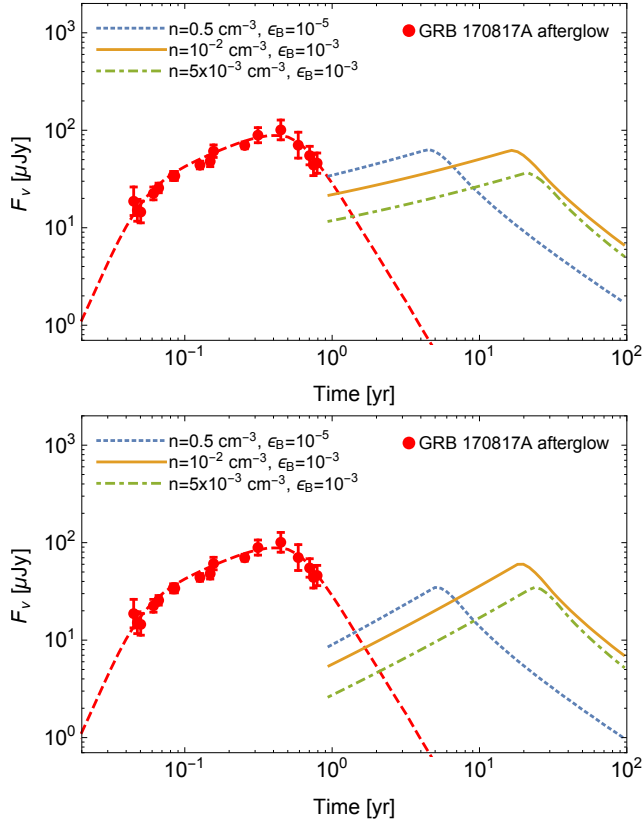 10³
10²
10¹
10⁰
F_ν [μJy]
n=0.5 cm⁻³, ϵ_B=10⁻⁵
n=10⁻² cm⁻³, ϵ_B=10⁻³
n=5x10⁻³ cm⁻³, ϵ_B=10⁻³
GRB 170817A afterglow
10⁻¹ 10⁰ 10¹ 10²
Time [yr]
10³
10²
10¹
10⁰
F_ν [μJy]
n=0.5 cm⁻³, ϵ_B=10⁻⁵
n=10⁻² cm⁻³, ϵ_B=10⁻³
n=5x10⁻³ cm⁻³, ϵ_B=10⁻³
GRB 170817A afterglow
10⁻¹ 10⁰ 10¹ 10²
Time [yr]